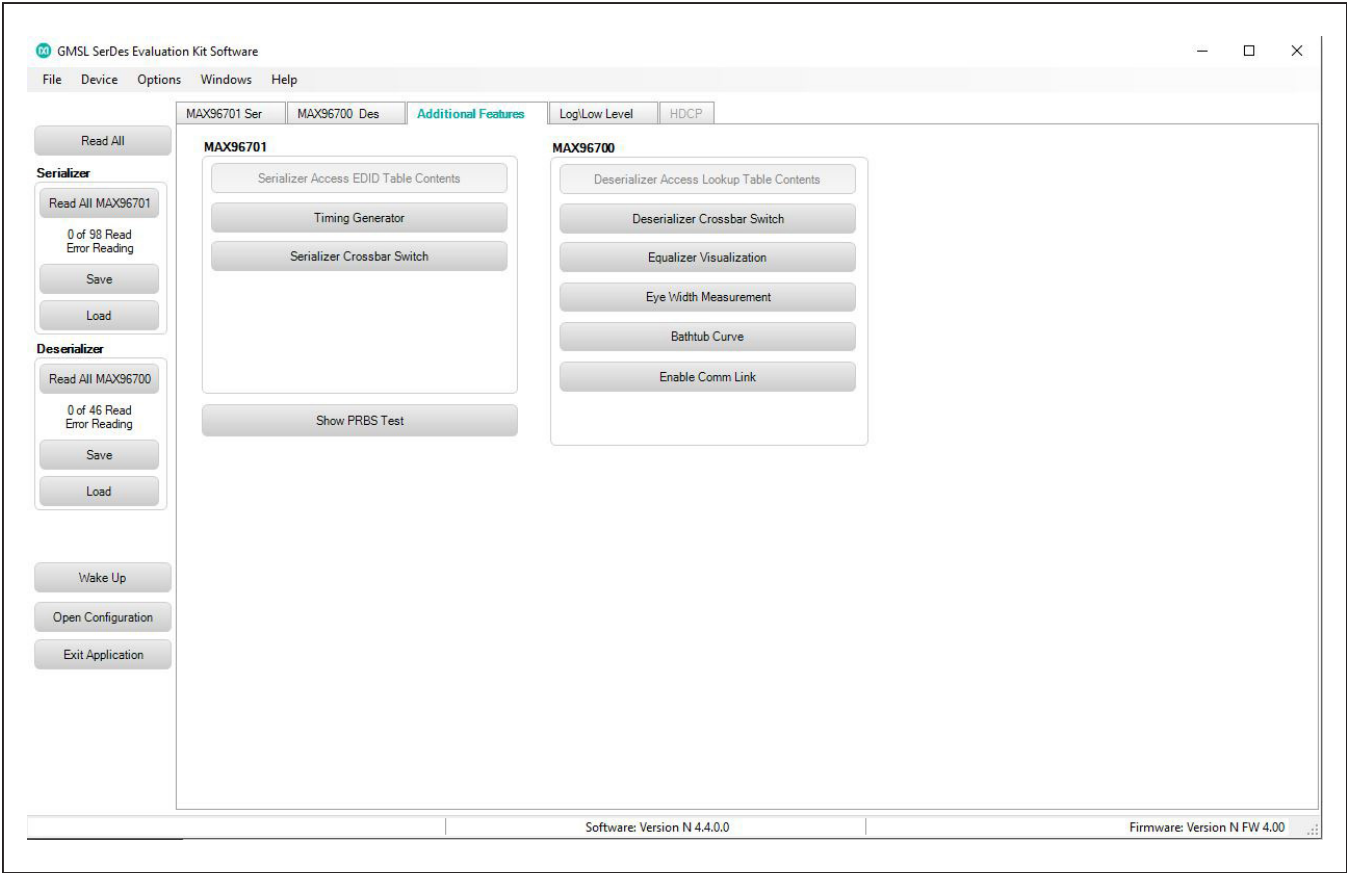 GMSL SerDes Evaluation Kit Software
File Device Options Windows Help
MAX96701 Ser MAX96700 Des Additional Features Log\Low Level HDCP
Read All
Serializer
Read All MAX96701
0 of 98 Read
Error Reading
Save
Load
Deserializer
Read All MAX96700
0 of 46 Read
Error Reading
Save
Load
Wake Up
Open Configuration
Exit Application
MAX96701
Serializer Access EDID Table Contents
Timing Generator
Serializer Crossbar Switch
Show PRBS Test
MAX96700
Deserializer Access Lookup Table Contents
Deserializer Crossbar Switch
Equalizer Visualization
Eye Width Measurement
Bathtub Curve
Enable Comm Link
Software: Version N 4.4.0.0
Firmware: Version N FW 4.00